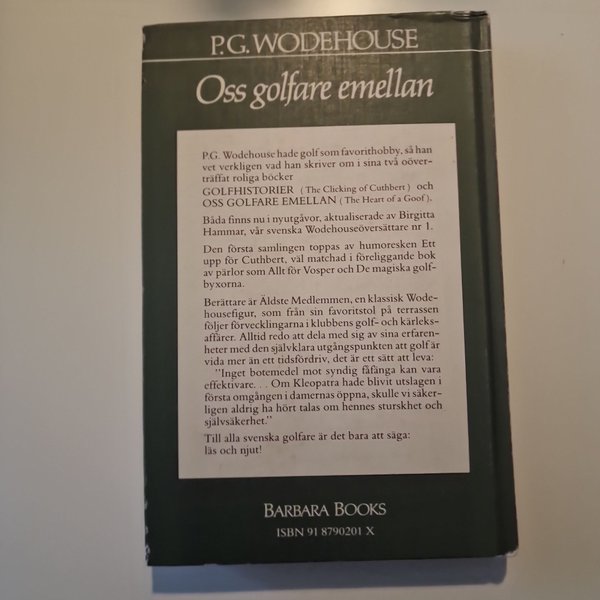 P.G. WODEHOUSE
Oss golfare emellan
P.G. Wodehouse hade golf som favorithobby, så han
vet verkligen vad han skriver om i sina två oöver-
träffat roliga böcker
GOLFHISTORIER (The Clicking of Cuthbert) och
OSS GOLFARE EMELLAN (The Heart of a Goof).
Båda finns nu i nyutgåvor, aktualiserade av Birgitta
Hammar, vår svenska Wodehouseöversättare nr 1.
Den första samlingen toppas av humoresken Ett
upp för Cuthbert, väl matchad i föreliggande bok
av pärlor som Allt för Vosper och De magiska golf-
byxorna.
Berättare är Äldste Medlemmen, en klassisk Wode-
housefigur, som från sin favoritstol på terrassen
följer förvecklingarna i klubbens golf- och kärleks-
affärer. Alltid redo att dela med sig av sina erfaren-
heter med den självklara utgångspunkten att golf är
vida mer än ett tidsfördriv, det är ett sätt att leva:
"Inget botemedel mot syndig fåfänga kan vara
effektivare... Om Kleopatra hade blivit utslagen i
första omgången i damernas öppna, skulle vi säker-
ligen aldrig ha hört talas om hennes sturskhet och
självsäkerhet."
Till alla svenska golfare är det bara att säga:
läs och njut!
BARBARA BOOKS
ISBN 91 8790201 X